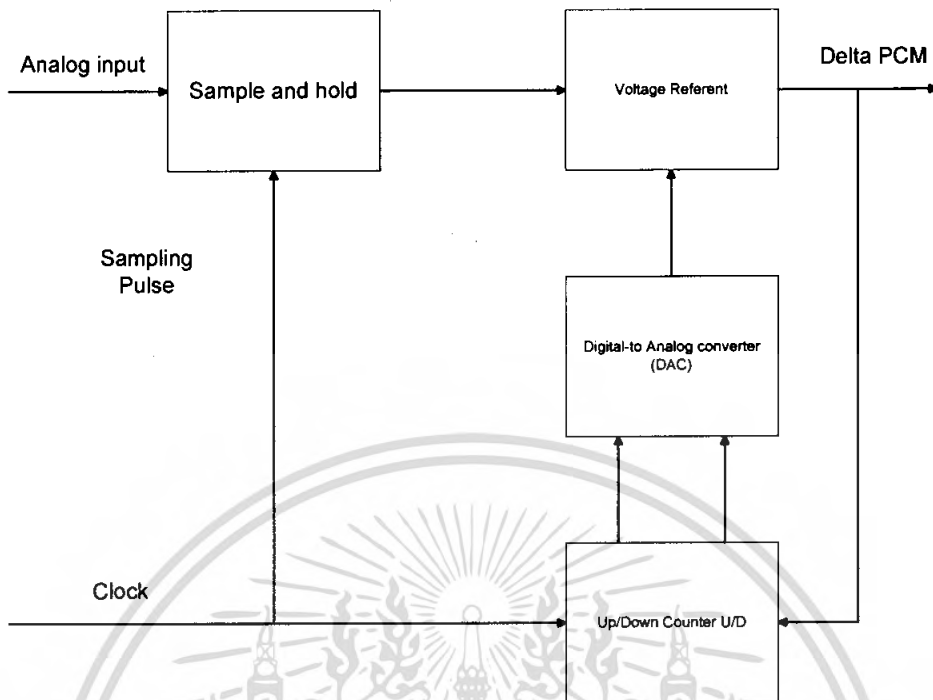 Analog input
Sample and hold
Voltage Referent
Delta PCM
Sampling
Pulse
Digital-to Analog converter
(DAC)
Clock
Up/Down Counter U/D